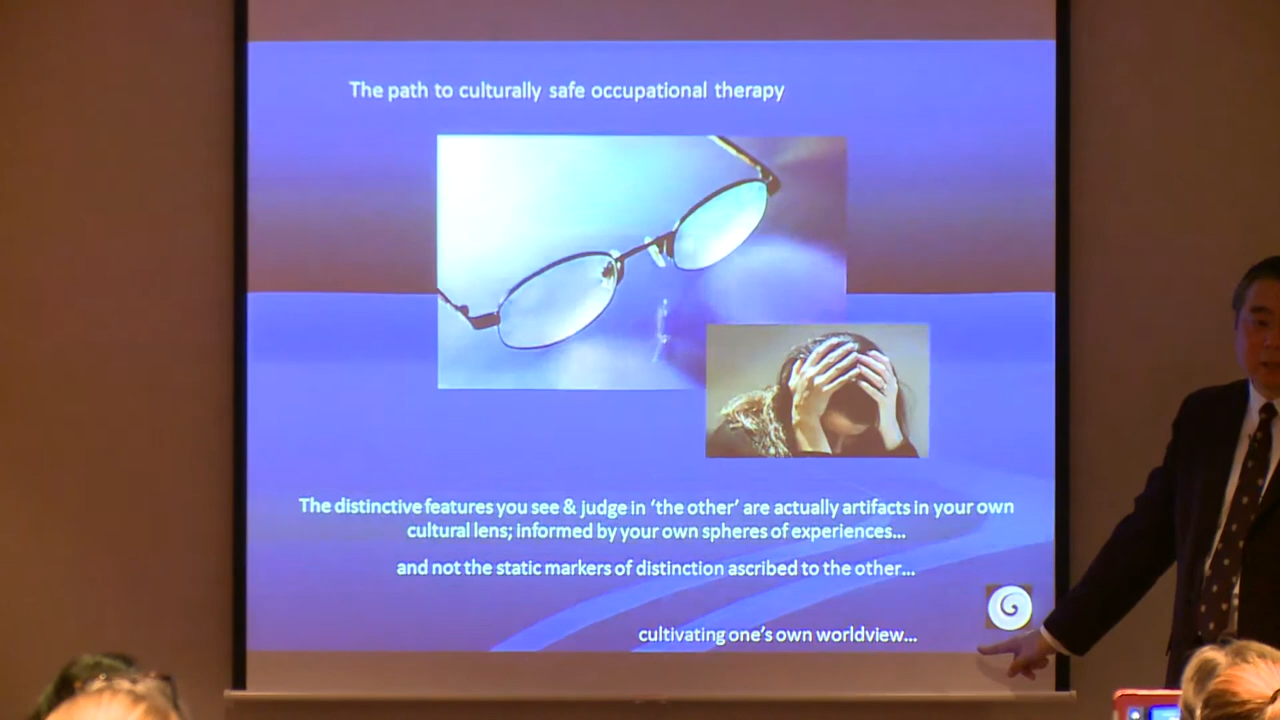 The path to culturally safe occupational therapy
The distinctive features you see & judge in ‘the other’ are actually artifacts in your own
cultural lens; informed by your own spheres of experiences...
and not the static markers of distinction ascribed to the other...
cultivating one’s own worldview...